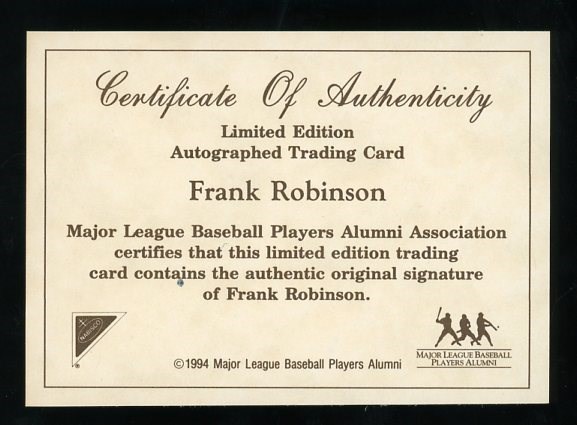 Certificate Of Authenticity
Limited Edition
Autographed Trading Card
Frank Robinson
Major League Baseball Players Alumni Association
certifies that this limited edition trading
card contains the authentic original signature
of Frank Robinson.
NABISCO
®
©1994 Major League Baseball Players Alumni
MAJOR LEAGUE BASEBALL
PLAYERS ALUMNI